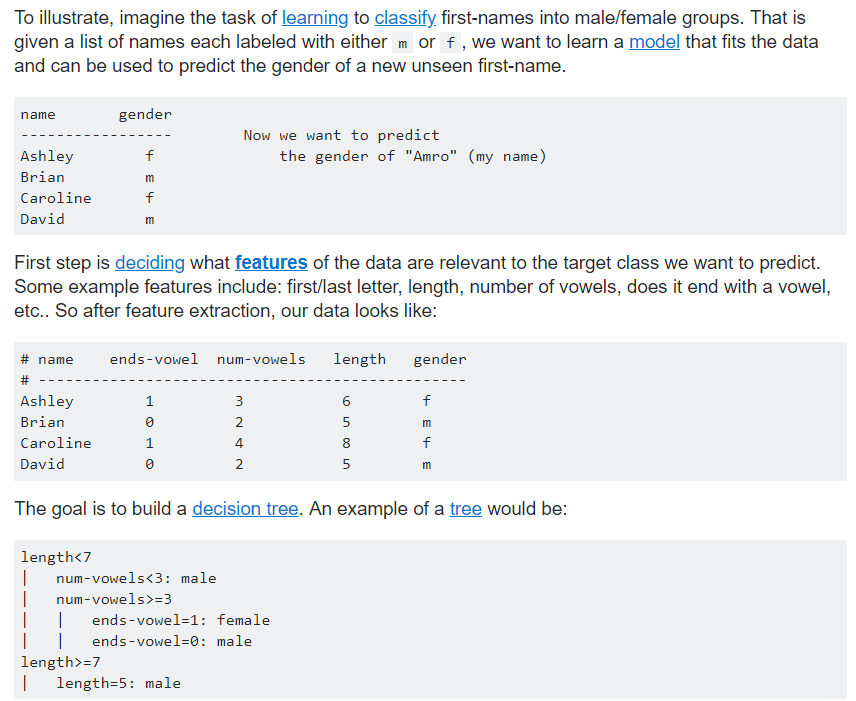 To illustrate, imagine the task of learning to classify first-names into male/female groups. That is
given a list of names each labeled with either m or f, we want to learn a model that fits the data
and can be used to predict the gender of a new unseen first-name.
name       gender
-----------------        Now we want to predict
Ashley        f              the gender of "Amro" (my name)
Brian         m
Caroline      f
David         m
First step is deciding what features of the data are relevant to the target class we want to predict.
Some example features include: first/last letter, length, number of vowels, does it end with a vowel,
etc.. So after feature extraction, our data looks like:
# name    ends-vowel  num-vowels   length   gender
# ------------------------------------------------
Ashley        1         3           6        f
Brian         0         2           5        m
Caroline      1         4           8        f
David         0         2           5        m
The goal is to build a decision tree. An example of a tree would be:
length<7
|   num-vowels<3: male
|   num-vowels>=3
|   |   ends-vowel=1: female
|   |   ends-vowel=0: male
length>=7
|   length=5: male